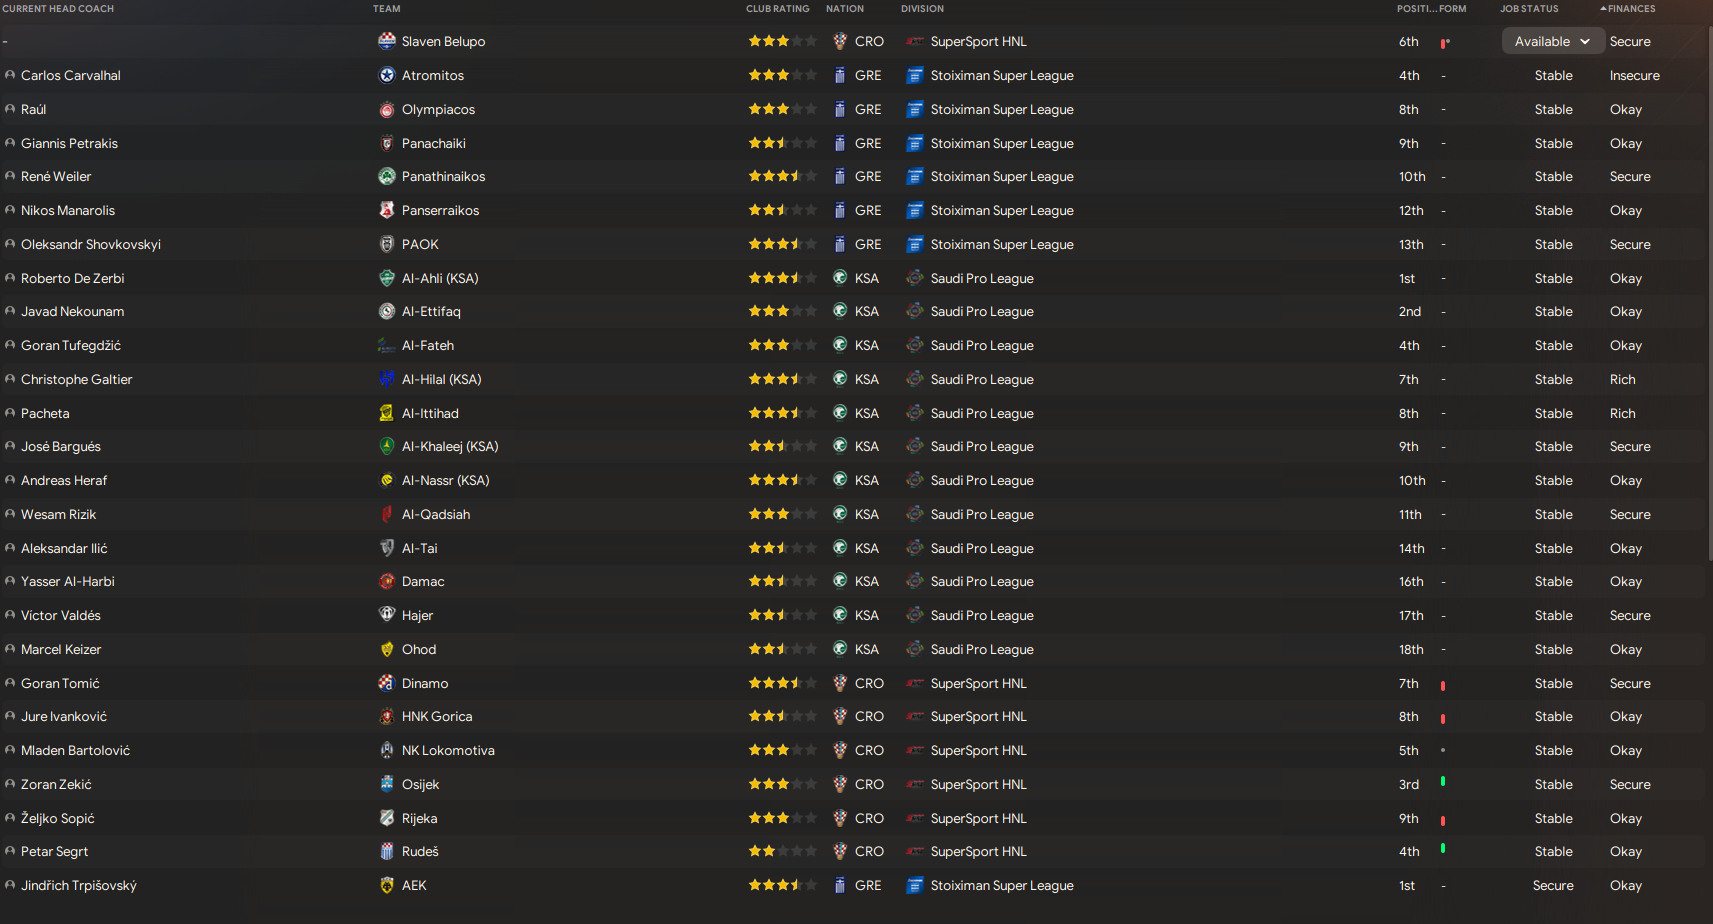 CURRENT HEAD COACH TEAM CLUB RATING NATION DIVISION POSITI... FORM JOB STATUS FINANCES
- Slaven Belupo CRO SuperSport HNL 6th Available Secure
Carlos Carvalhal Atromitos GRE Stoiximan Super League 4th - Stable Insecure
Raúl Olympiacos GRE Stoiximan Super League 8th - Stable Okay
Giannis Petrakis Panachaiki GRE Stoiximan Super League 9th - Stable Okay
René Weiler Panathinaikos GRE Stoiximan Super League 10th - Stable Secure
Nikos Manarolis Panserraikos GRE Stoiximan Super League 12th - Stable Okay
Oleksandr Shovkovskyi PAOK GRE Stoiximan Super League 13th - Stable Secure
Roberto De Zerbi Al-Ahli (KSA) KSA Saudi Pro League 1st - Stable Okay
Javad Nekounam Al-Ettifaq KSA Saudi Pro League 2nd - Stable Okay
Goran Tufegdžić Al-Fateh KSA Saudi Pro League 4th - Stable Okay
Christophe Galtier Al-Hilal (KSA) KSA Saudi Pro League 7th - Stable Rich
Pacheta Al-Ittihad KSA Saudi Pro League 8th - Stable Rich
José Bargués Al-Khaleej (KSA) KSA Saudi Pro League 9th - Stable Secure
Andreas Heraf Al-Nassr (KSA) KSA Saudi Pro League 10th - Stable Okay
Wesam Rizik Al-Qadsiah KSA Saudi Pro League 11th - Stable Secure
Aleksandar Ilić Al-Tai KSA Saudi Pro League 14th - Stable Okay
Yasser Al-Harbi Damac KSA Saudi Pro League 16th - Stable Okay
Víctor Valdés Hajer KSA Saudi Pro League 17th - Stable Secure
Marcel Keizer Ohod KSA Saudi Pro League 18th - Stable Okay
Goran Tomić Dinamo CRO SuperSport HNL 7th Stable Secure
Jure Ivanković HNK Gorica CRO SuperSport HNL 8th Stable Okay
Mladen Bartolović NK Lokomotiva CRO SuperSport HNL 5th Stable Okay
Zoran Zekić Osijek CRO SuperSport HNL 3rd Stable Secure
Željko Sopić Rijeka CRO SuperSport HNL 9th Stable Okay
Petar Segrt Rudeš CRO SuperSport HNL 4th Stable Okay
Jindřich Trpišovský AEK GRE Stoiximan Super League 1st - Secure Okay